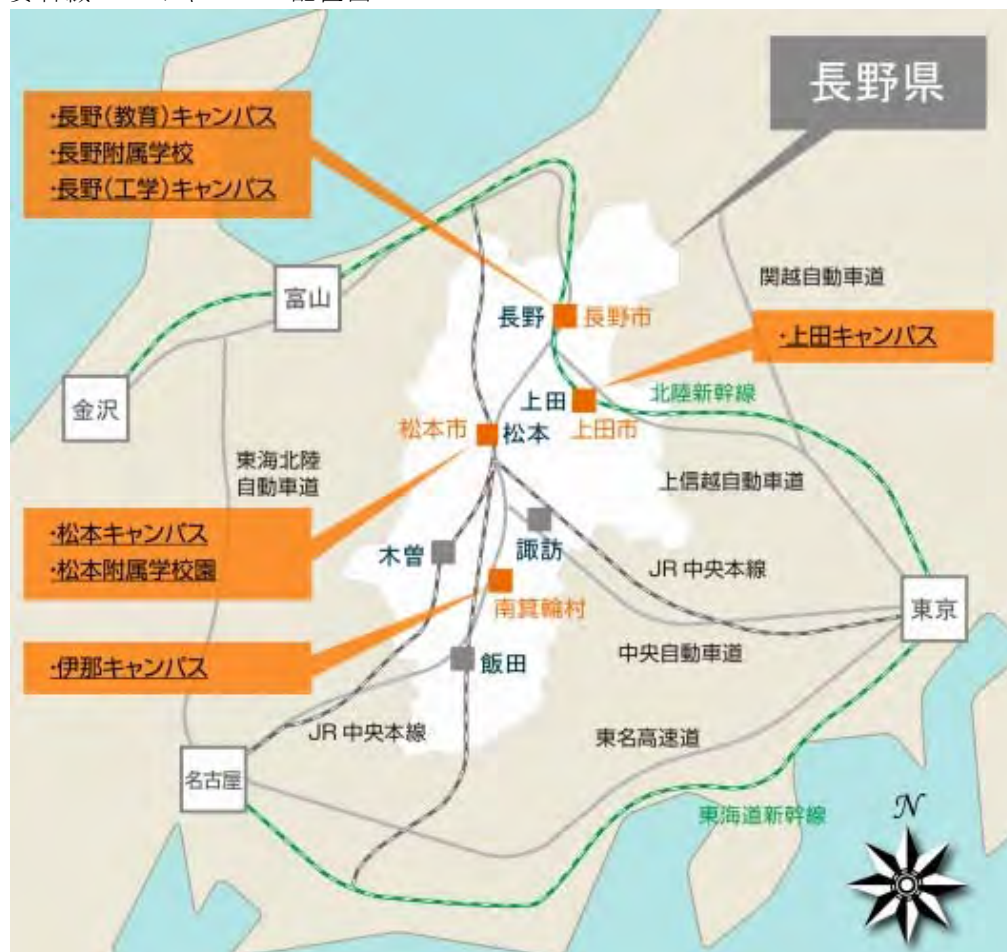 長野県
・長野(教育)キャンパス
・長野附属学校
・長野(工学)キャンパス
関越自動車道
富山
長野
長野市
・上田キャンパス
金沢
上田
上田市
北陸新幹線
松本市
松本
東海北陸
自動車道
上信越自動車道
・松本キャンパス
・松本附属学校園
木曽
諏訪
JR 中央本線
南箕輪村
東京
・伊那キャンパス
飯田
中央自動車道
JR 中央本線
東名高速道
名古屋
東海道新幹線
N